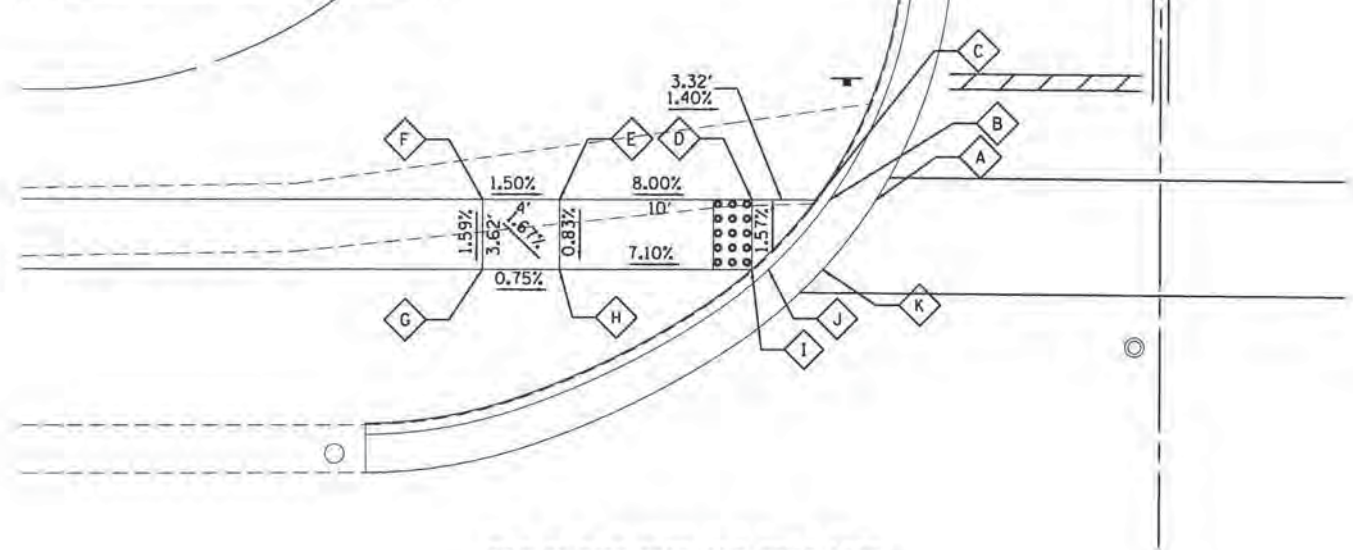 C
3.32'
1.40%
B
F
E
D
A
1.50%
8.00%
4'
10'
1.59%
3.62'
1.67%
0.83%
1.57%
7.10%
0.75%
G
H
J
K
I